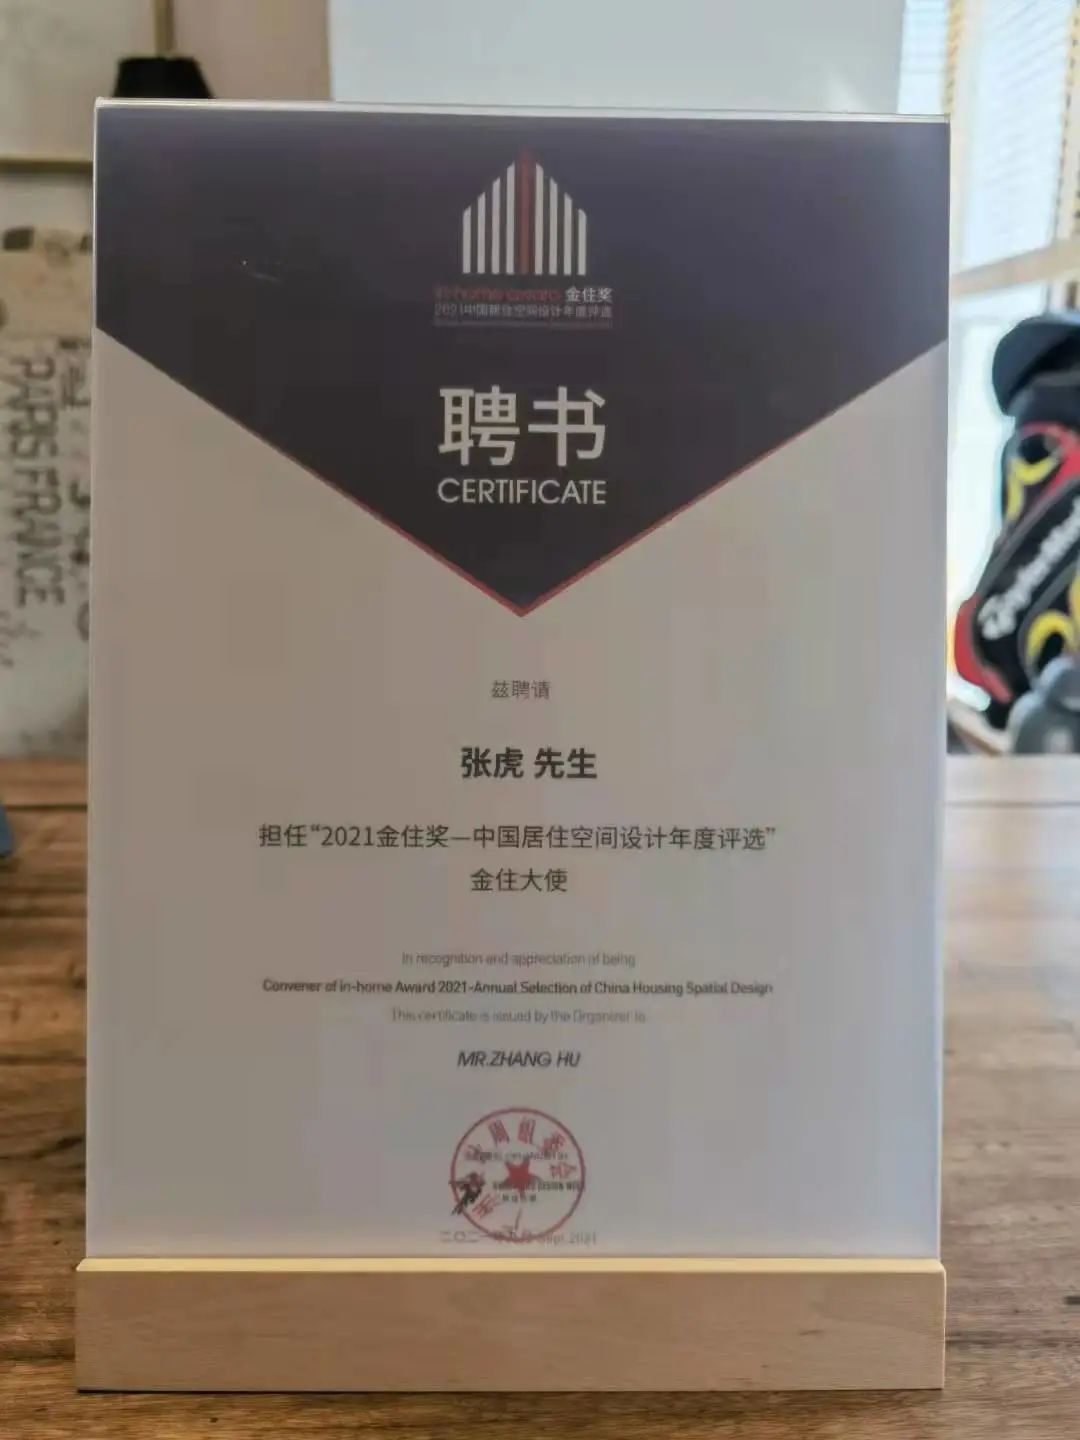 in-home award 金住奖
2021中国居住空间设计年度评选
聘书
CERTIFICATE
兹聘请
张虎 先生
担任“2021金住奖—中国居住空间设计年度评选”
金住大使
In recognition and appreciation of being
Convener of in-home Award 2021-Annual Selection of China Housing Spatial Design
This certificate is issued by the Organizer to
MR.ZHANG HU
Sept.2021
PARIS FRANCE
TaylorMade